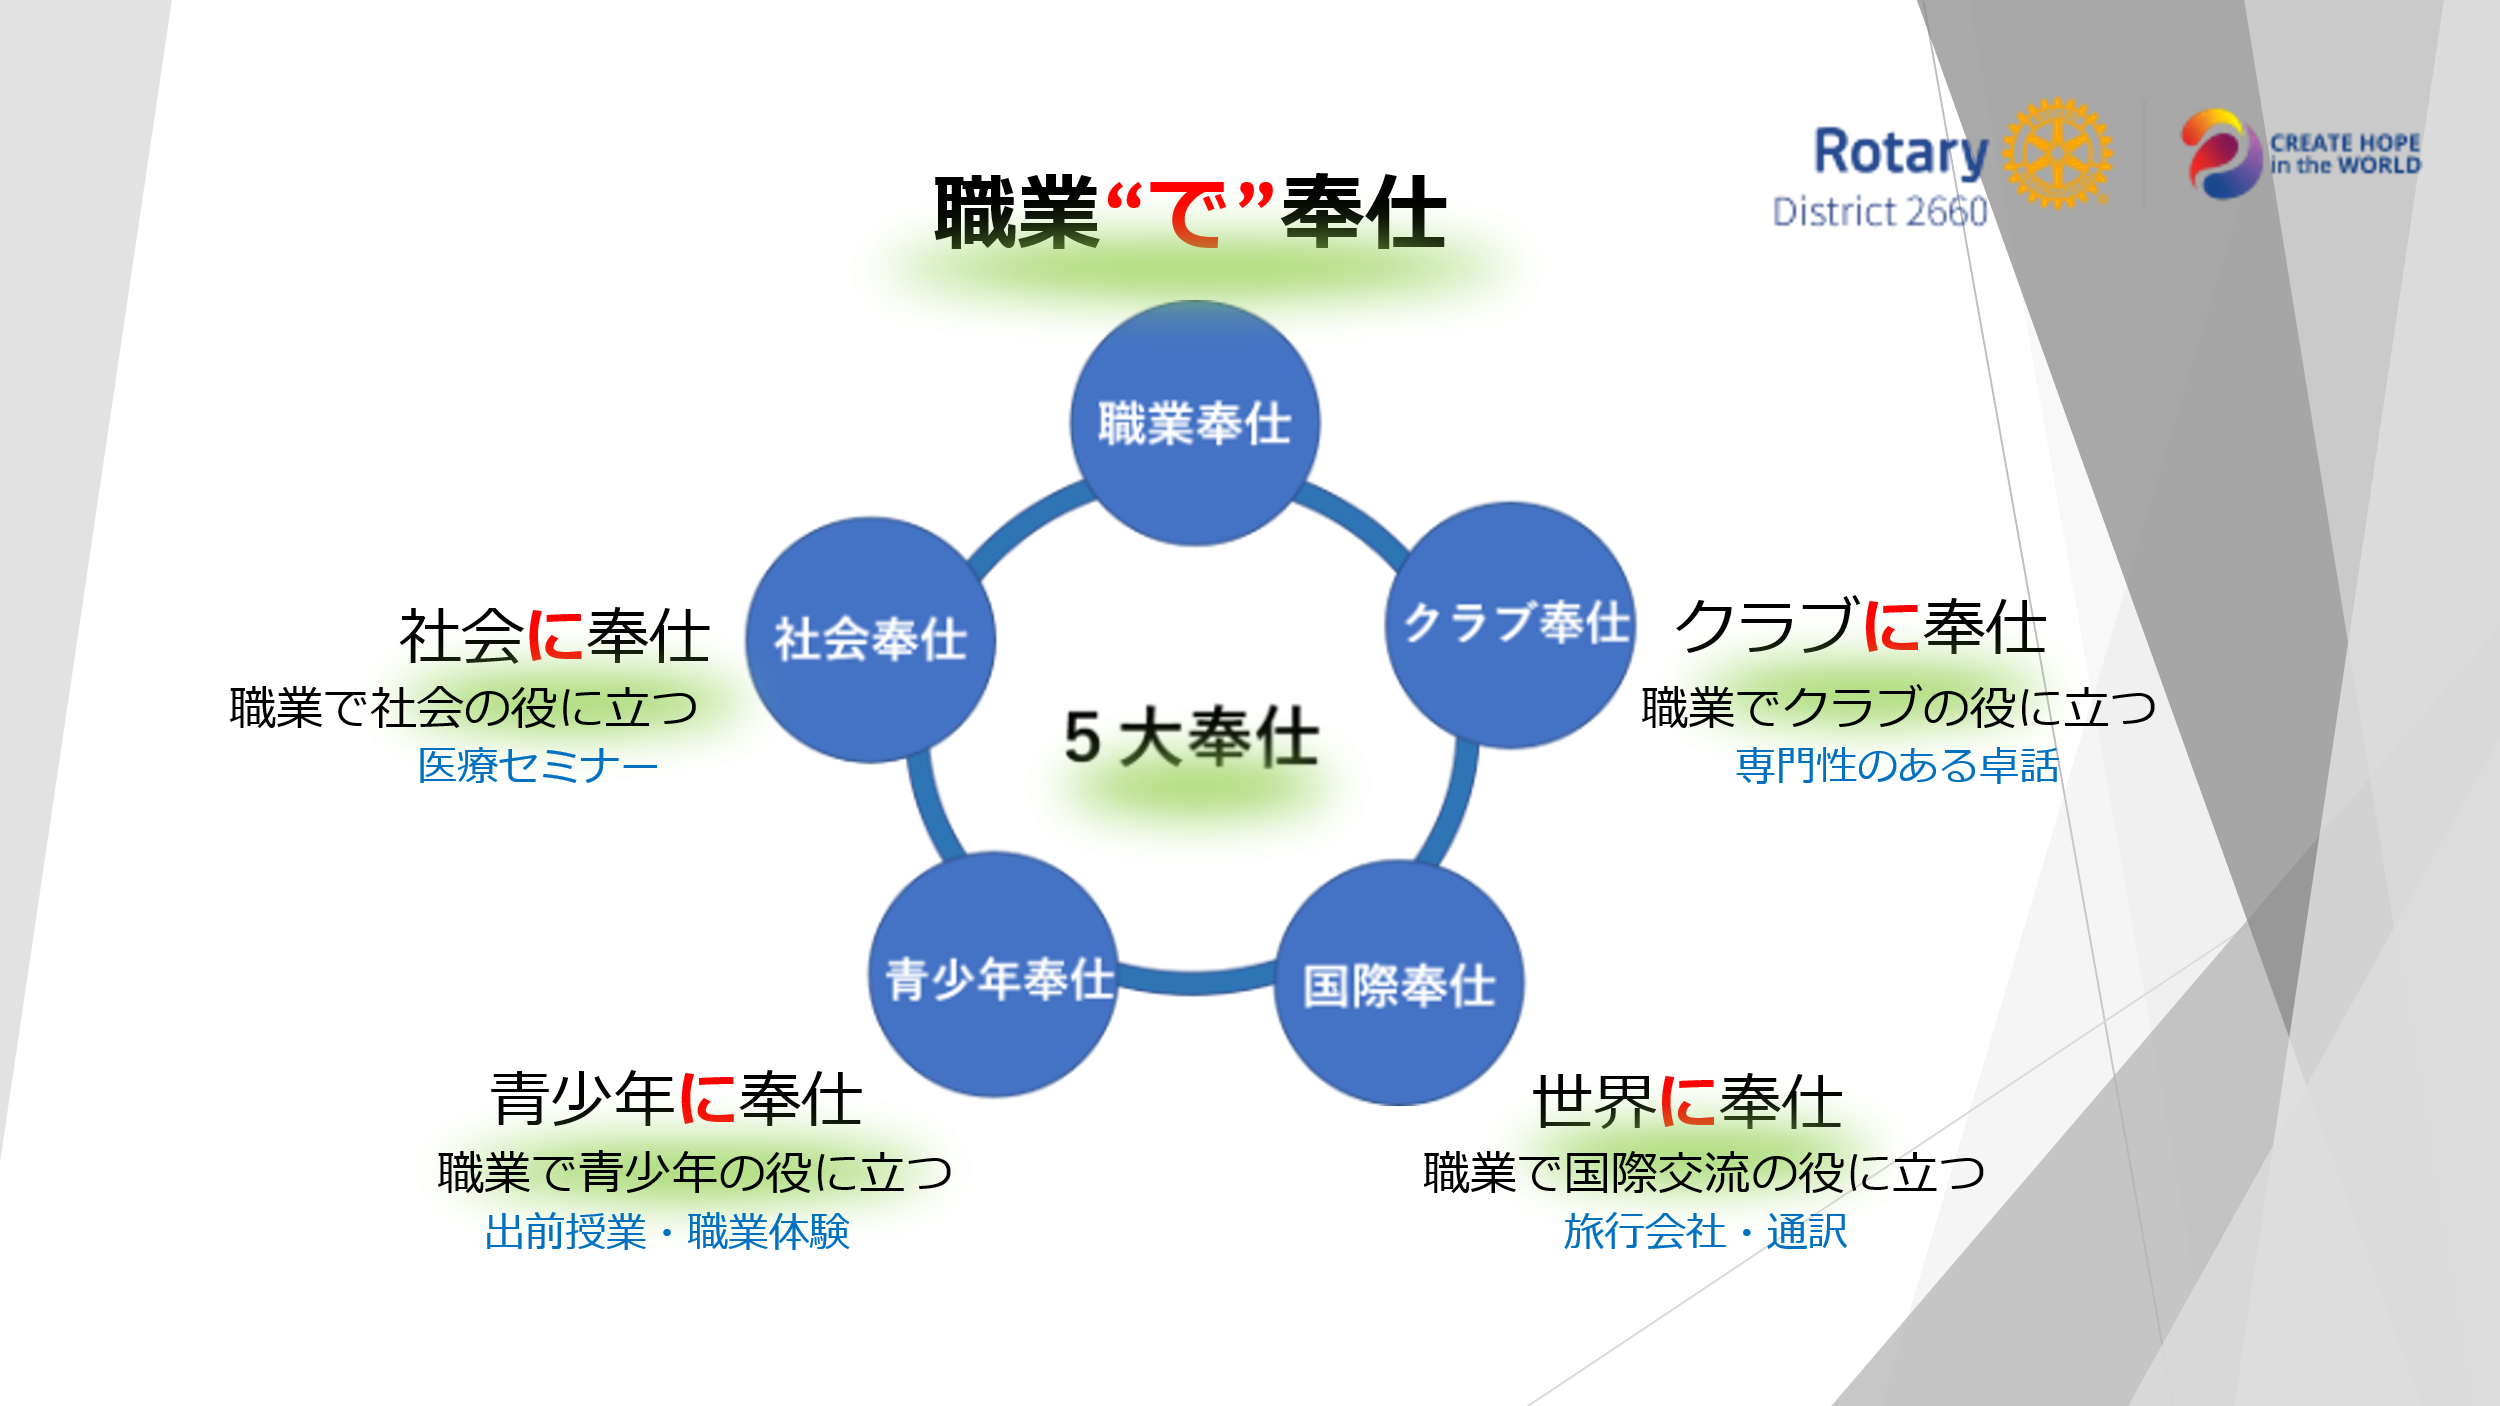 Rotary
District 2660
CREATE HOPE
in the WORLD
職業“で”奉仕
職業奉仕
社会奉仕
クラブ奉仕
5大奉仕
青少年奉仕
国際奉仕
社会に奉仕
職業で社会の役に立つ
医療セミナー
クラブに奉仕
職業でクラブの役に立つ
専門性のある卓話
青少年に奉仕
職業で青少年の役に立つ
出前授業・職業体験
世界に奉仕
職業で国際交流の役に立つ
旅行会社・通訳